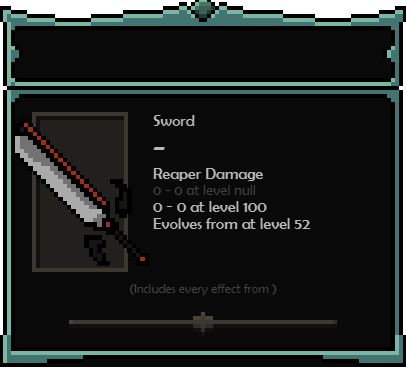 Sword
–
Reaper Damage
0 - 0 at level null
0 - 0 at level 100
Evolves from at level 52
(Includes every effect from )